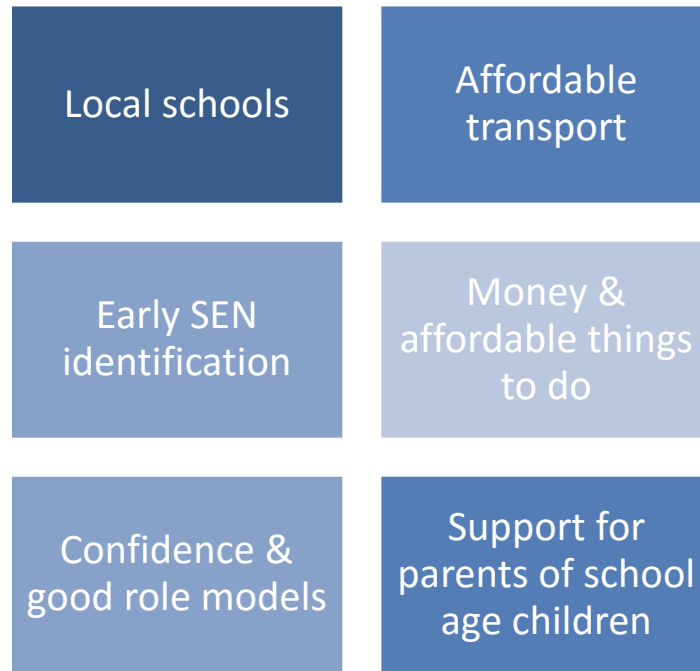 Local schools
Affordable
transport
Early SEN
identification
Money &
affordable things
to do
Confidence &
good role models
Support for
parents of school
age children